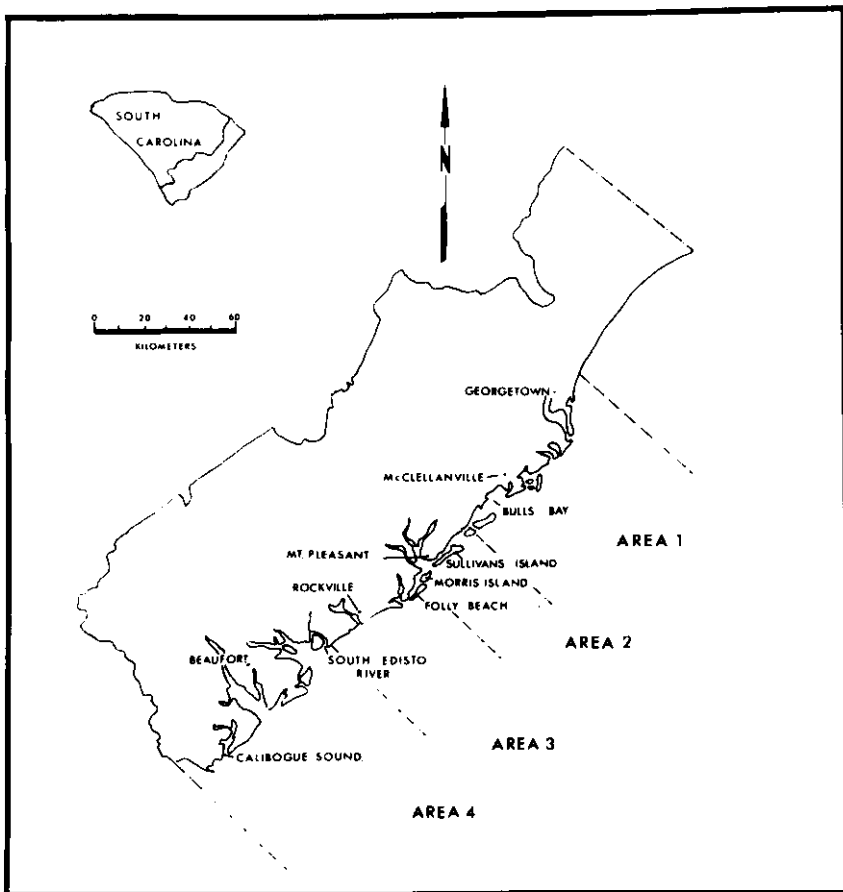 SOUTH
CAROLINA
N
0 20 40 60
KILOMETERS
GEORGETOWN
McCLELLANVILLE
BULLS BAY
AREA 1
MT. PLEASANT
SULLIVANS ISLAND
MORRIS ISLAND
ROCKVILLE
FOLLY BEACH
AREA 2
BEAUFORT
SOUTH EDISTO
RIVER
AREA 3
CALIBOGUE SOUND
AREA 4